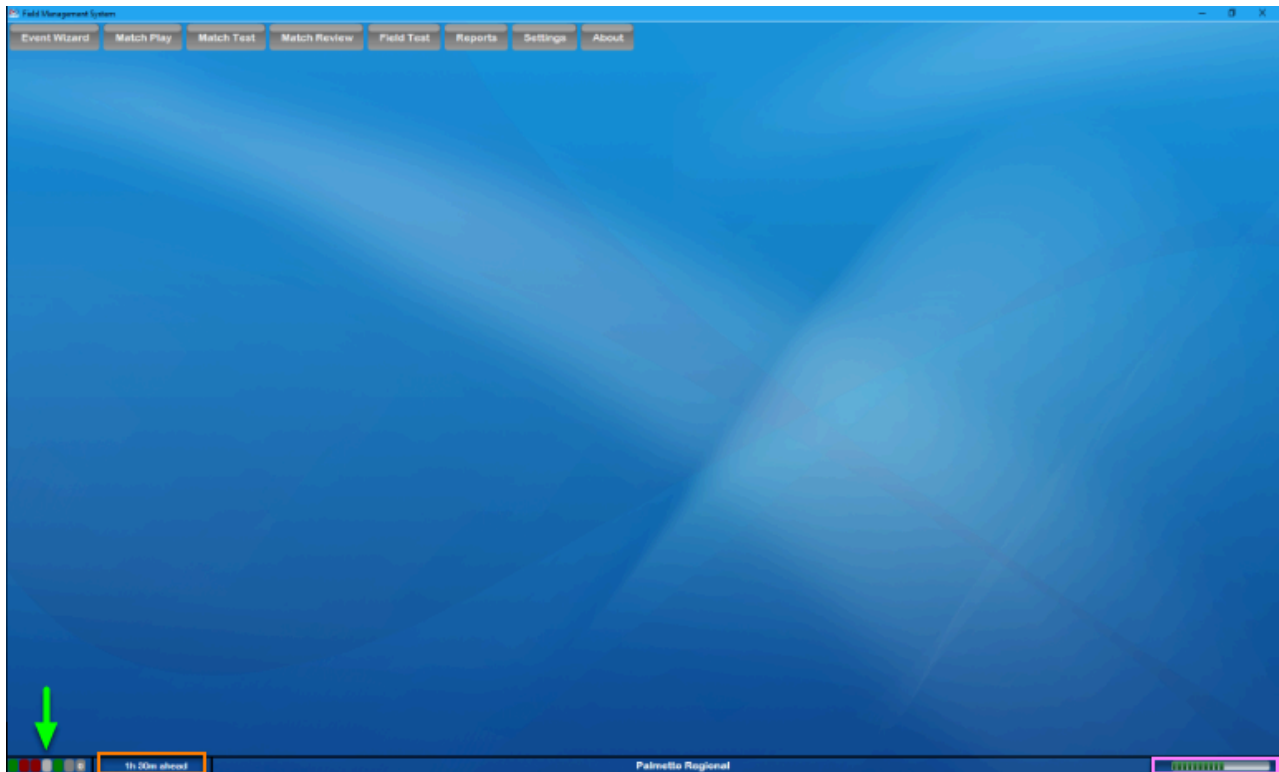 Field Management System
Event Wizard Match Play Match Test Match Review Field Test Reports Settings About
1h 30m ahead Palmetto Regional